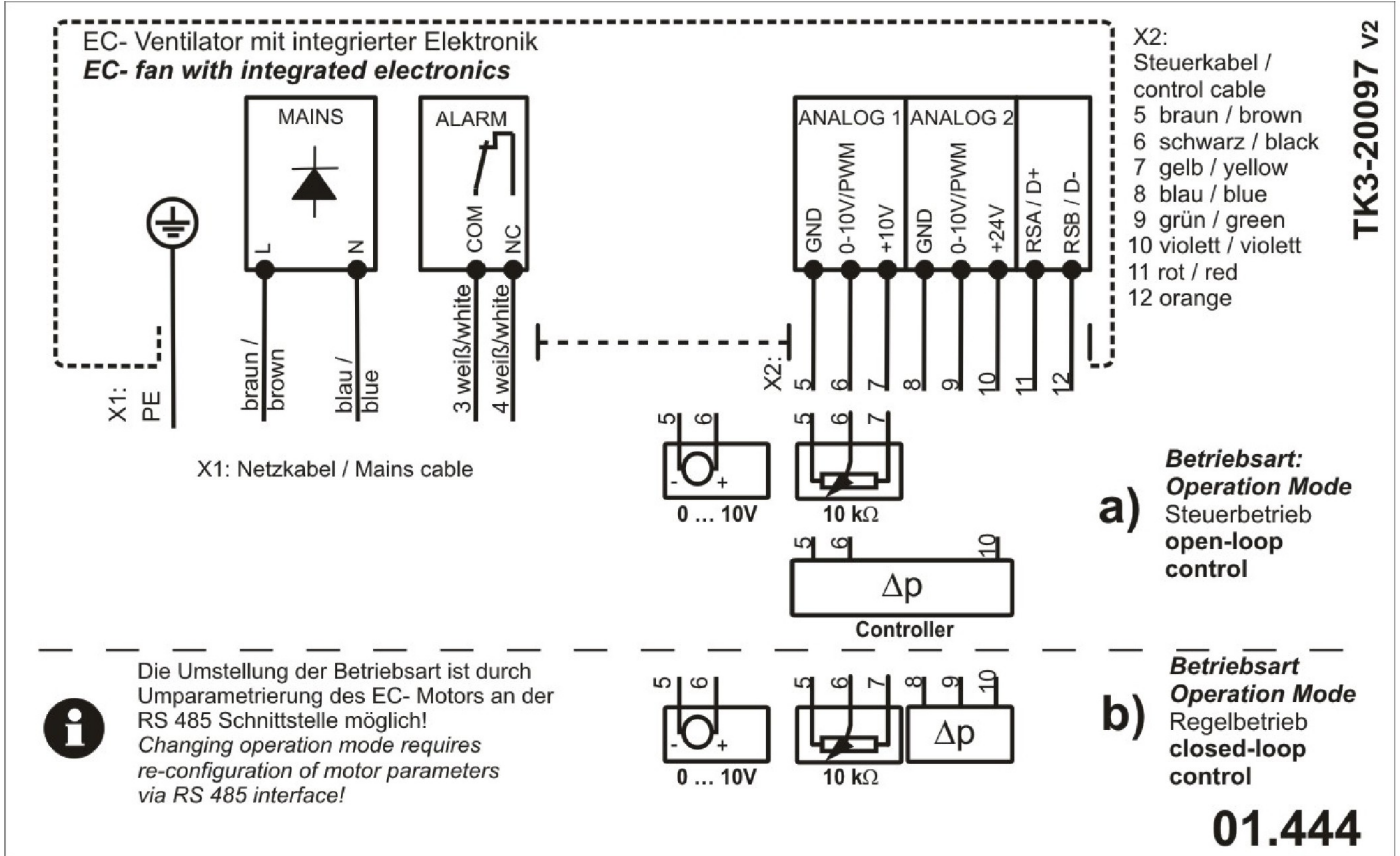 EC- Ventilator mit integrierter Elektronik
EC- fan with integrated electronics
MAINS
L
N
ALARM
COM
NC
ANALOG 1
GND
0-10V/PWM
+10V
ANALOG 2
GND
0-10V/PWM
+24V
RSA / D+
RSB / D-
X2:
Steuerkabel /
control cable
5 braun / brown
6 schwarz / black
7 gelb / yellow
8 blau / blue
9 grün / green
10 violett / violett
11 rot / red
12 orange
TK3-20097 V2
X1:
PE
braun /
brown
blau /
blue
3 weiß/white
4 weiß/white
X2:
5
6
7
8
9
10
11
12
X1: Netzkabel / Mains cable
5
6
- +
0 ... 10V
5
6
7
10 kΩ
a)
Betriebsart:
Operation Mode
Steuerbetrieb
open-loop
control
5
6
10
Δp
Controller
i
Die Umstellung der Betriebsart ist durch
Umparametrierung des EC- Motors an der
RS 485 Schnittstelle möglich!
Changing operation mode requires
re-configuration of motor parameters
via RS 485 interface!
5
6
- +
0 ... 10V
5
6
7
10 kΩ
8
9
10
Δp
b)
Betriebsart
Operation Mode
Regelbetrieb
closed-loop
control
01.444